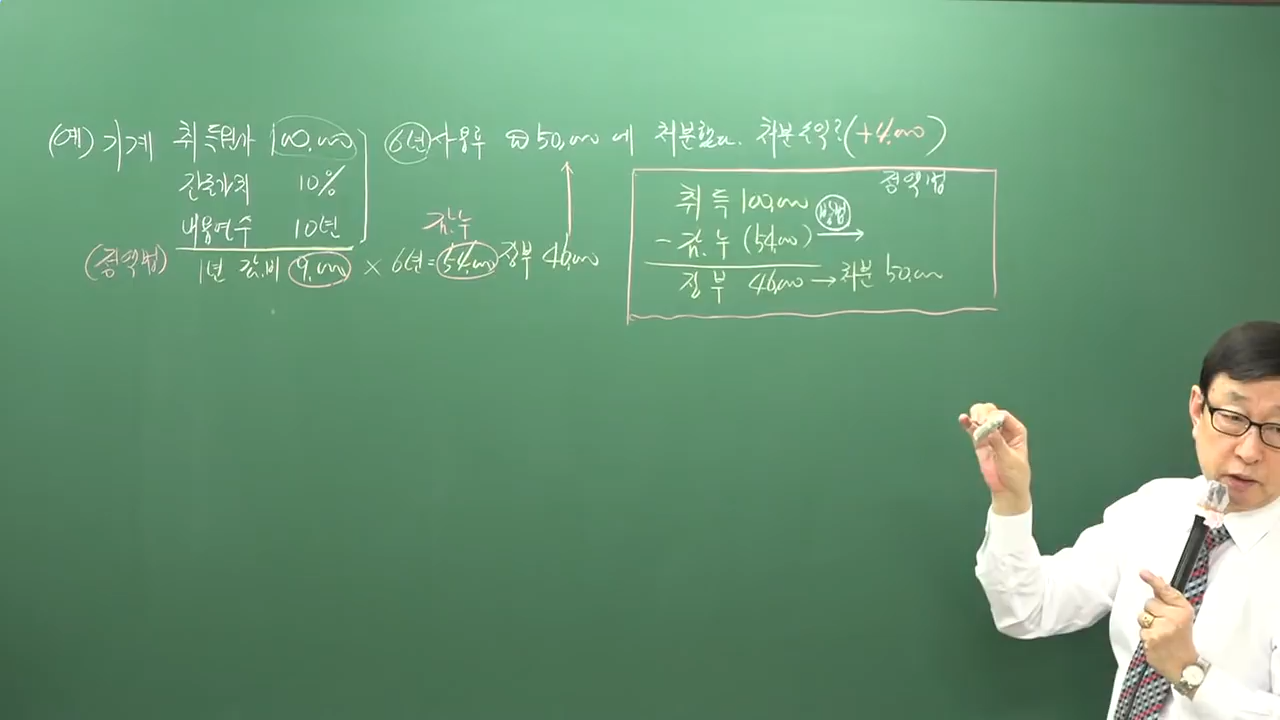 (예) 기계 취득원가 100,000 6년 사용후 @50,000 에 처분했다. 처분손익? (+4,000)
잔존가치 10%
내용연수 10년
감.누
(정액법) 1년 감.비 9,000 × 6년 = 54,000 장부 46,000
정액법
취득 100,000
- 감.누 (54,000) →
장부 46,000 → 처분 50,000